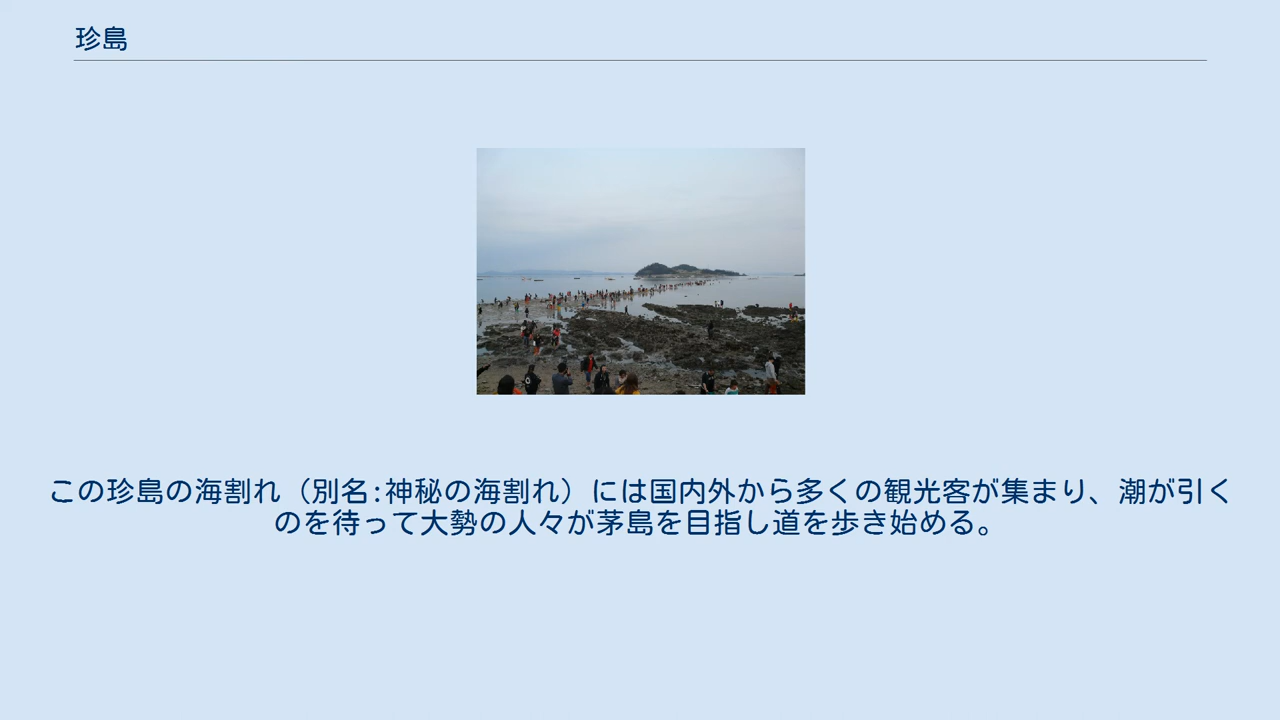 珍島
この珍島の海割れ（別名:神秘の海割れ）には国内外から多くの観光客が集まり、潮が引く
のを待って大勢の人々が茅島を目指し道を歩き始める。